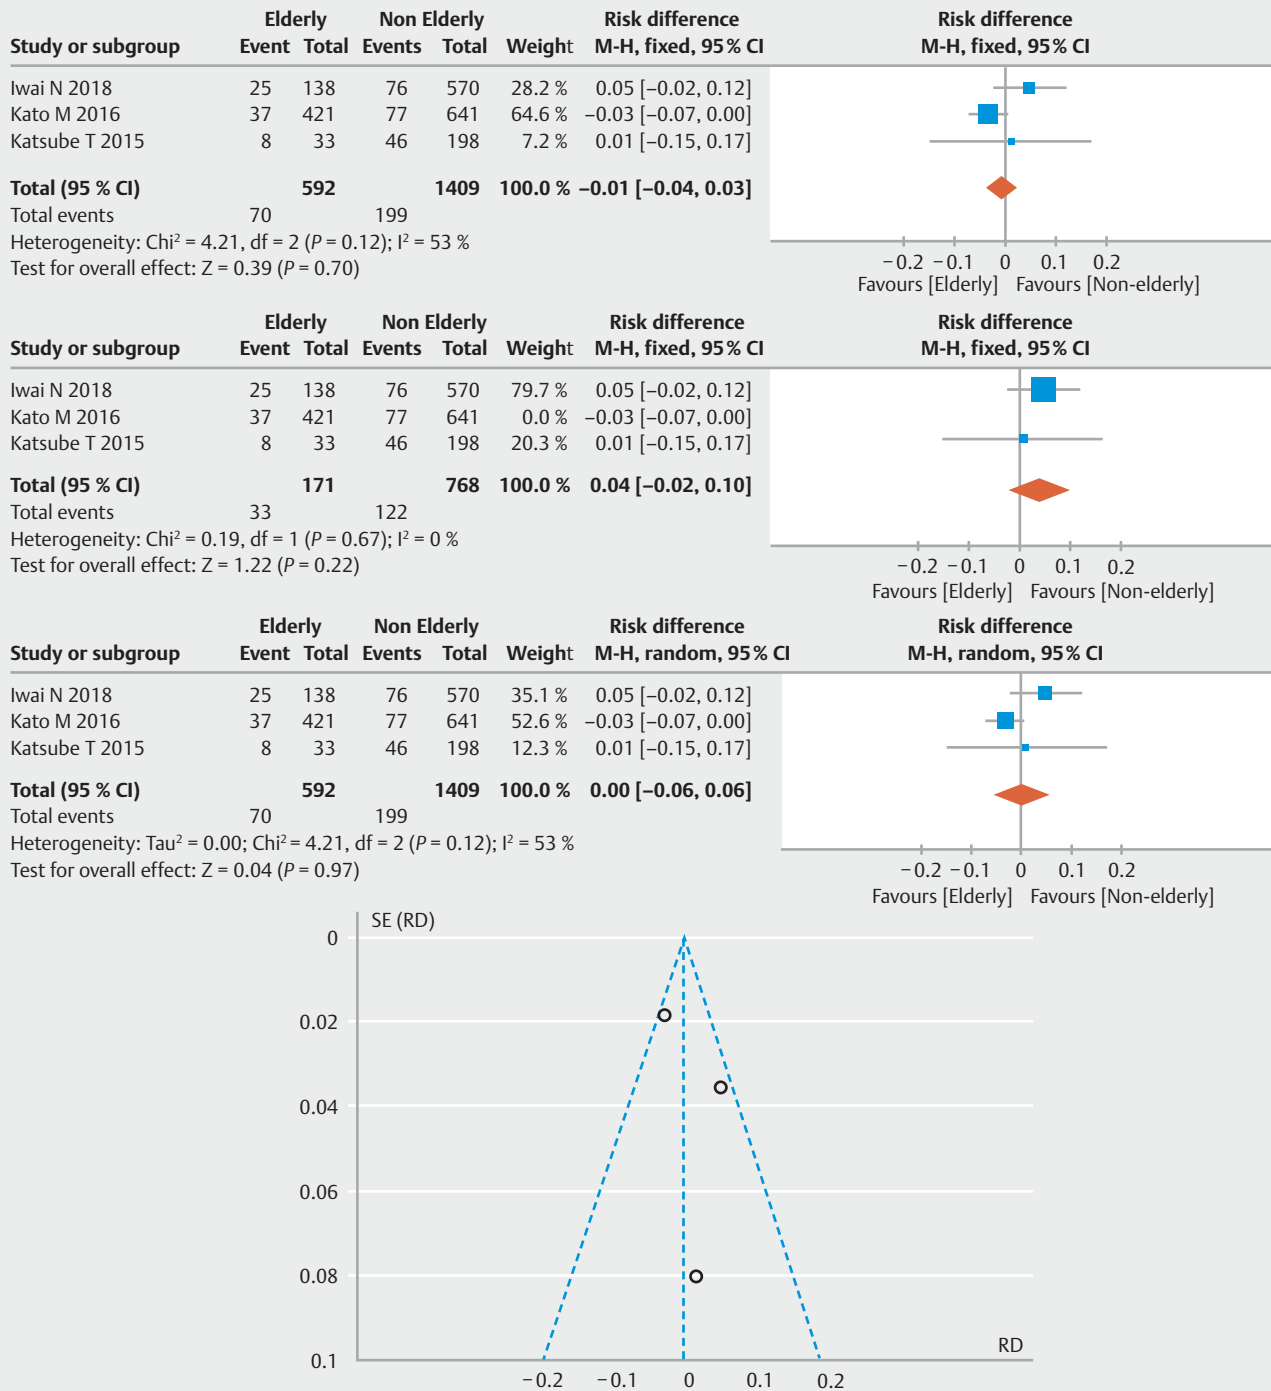 Elderly Non Elderly Risk difference Risk difference
Study or subgroup Event Total Events Total Weight M-H, fixed, 95% CI M-H, fixed, 95% CI
Iwai N 2018 25 138 76 570 28.2 % 0.05 [−0.02, 0.12]
Kato M 2016 37 421 77 641 64.6 % −0.03 [−0.07, 0.00]
Katsube T 2015 8 33 46 198 7.2 % 0.01 [−0.15, 0.17]
Total (95 % CI) 592 1409 100.0 % −0.01 [−0.04, 0.03]
Total events 70 199
Heterogeneity: Chi² = 4.21, df = 2 (P = 0.12); I² = 53 %
Test for overall effect: Z = 0.39 (P = 0.70)
−0.2 −0.1 0 0.1 0.2
Favours [Elderly] Favours [Non-elderly]
Elderly Non Elderly Risk difference Risk difference
Study or subgroup Event Total Events Total Weight M-H, fixed, 95% CI M-H, fixed, 95% CI
Iwai N 2018 25 138 76 570 79.7 % 0.05 [−0.02, 0.12]
Kato M 2016 37 421 77 641 0.0 % −0.03 [−0.07, 0.00]
Katsube T 2015 8 33 46 198 20.3 % 0.01 [−0.15, 0.17]
Total (95 % CI) 171 768 100.0 % 0.04 [−0.02, 0.10]
Total events 33 122
Heterogeneity: Chi² = 0.19, df = 1 (P = 0.67); I² = 0 %
Test for overall effect: Z = 1.22 (P = 0.22)
−0.2 −0.1 0 0.1 0.2
Favours [Elderly] Favours [Non-elderly]
Elderly Non Elderly Risk difference Risk difference
Study or subgroup Event Total Events Total Weight M-H, random, 95% CI M-H, random, 95% CI
Iwai N 2018 25 138 76 570 35.1 % 0.05 [−0.02, 0.12]
Kato M 2016 37 421 77 641 52.6 % −0.03 [−0.07, 0.00]
Katsube T 2015 8 33 46 198 12.3 % 0.01 [−0.15, 0.17]
Total (95 % CI) 592 1409 100.0 % 0.00 [−0.06, 0.06]
Total events 70 199
Heterogeneity: Tau² = 0.00; Chi² = 4.21, df = 2 (P = 0.12); I² = 53 %
Test for overall effect: Z = 0.04 (P = 0.97)
−0.2 −0.1 0 0.1 0.2
Favours [Elderly] Favours [Non-elderly]
SE (RD)
0
0.02
0.04
0.06
0.08
RD
0.1
−0.2 −0.1 0 0.1 0.2